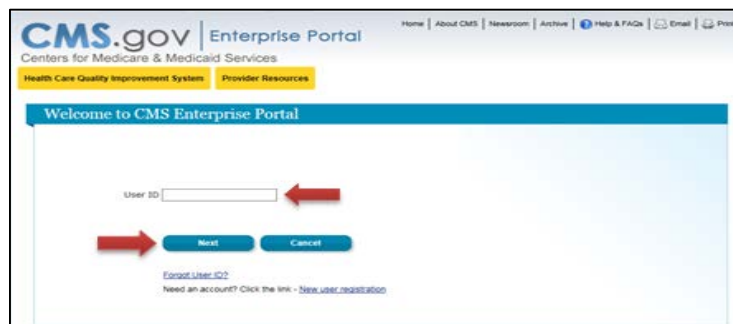 CMS.gov | Enterprise Portal
Home | About CMS | Newsroom | Archive | Help & FAQs | Email | Print
Centers for Medicare & Medicaid Services
Health Care Quality Improvement System Provider Resources
Welcome to CMS Enterprise Portal
User ID
Next Cancel
Forgot User ID?
Need an account? Click the link - New user registration